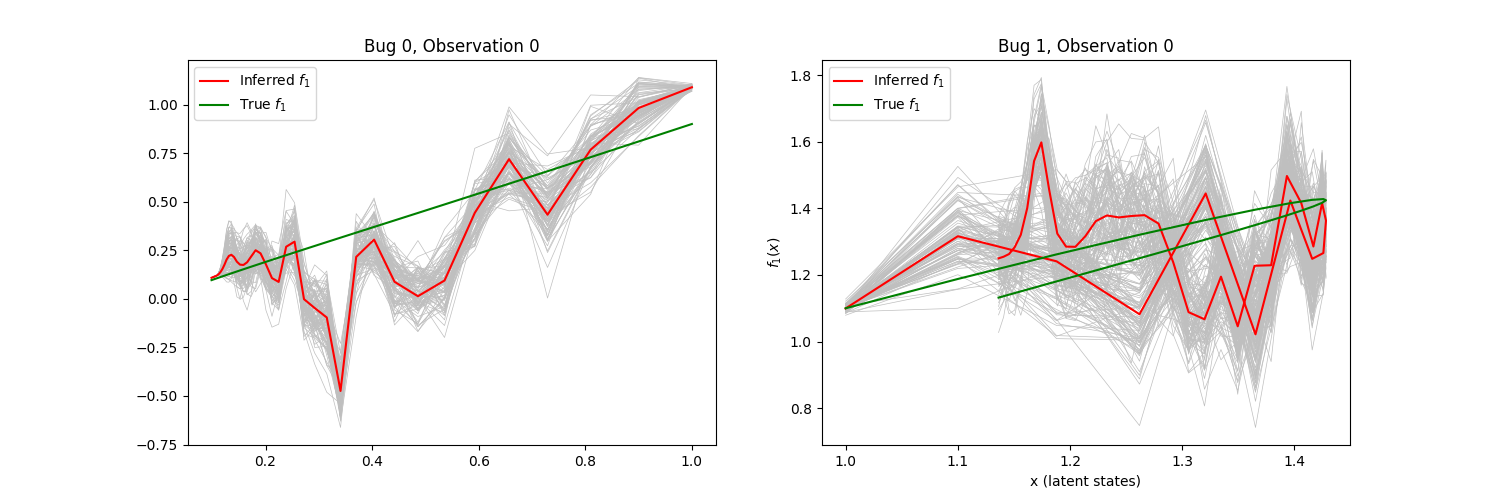 Bug 0, Observation 0
Inferred f₁
True f₁
1.00
0.75
0.50
0.25
0.00
−0.25
−0.50
−0.75
0.2 0.4 0.6 0.8 1.0
Bug 1, Observation 0
Inferred f₁
True f₁
f₁(x)
1.8
1.6
1.4
1.2
1.0
0.8
1.0 1.1 1.2 1.3 1.4
x (latent states)